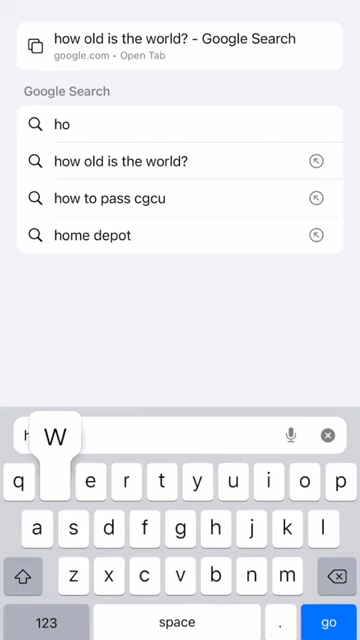 how old is the world? - Google Search
google.com • Open Tab
Google Search
ho
how old is the world?
how to pass cgcu
home depot
h
W
q e r t y u i o p
a s d f g h j k l
z x c v b n m
123 space . go